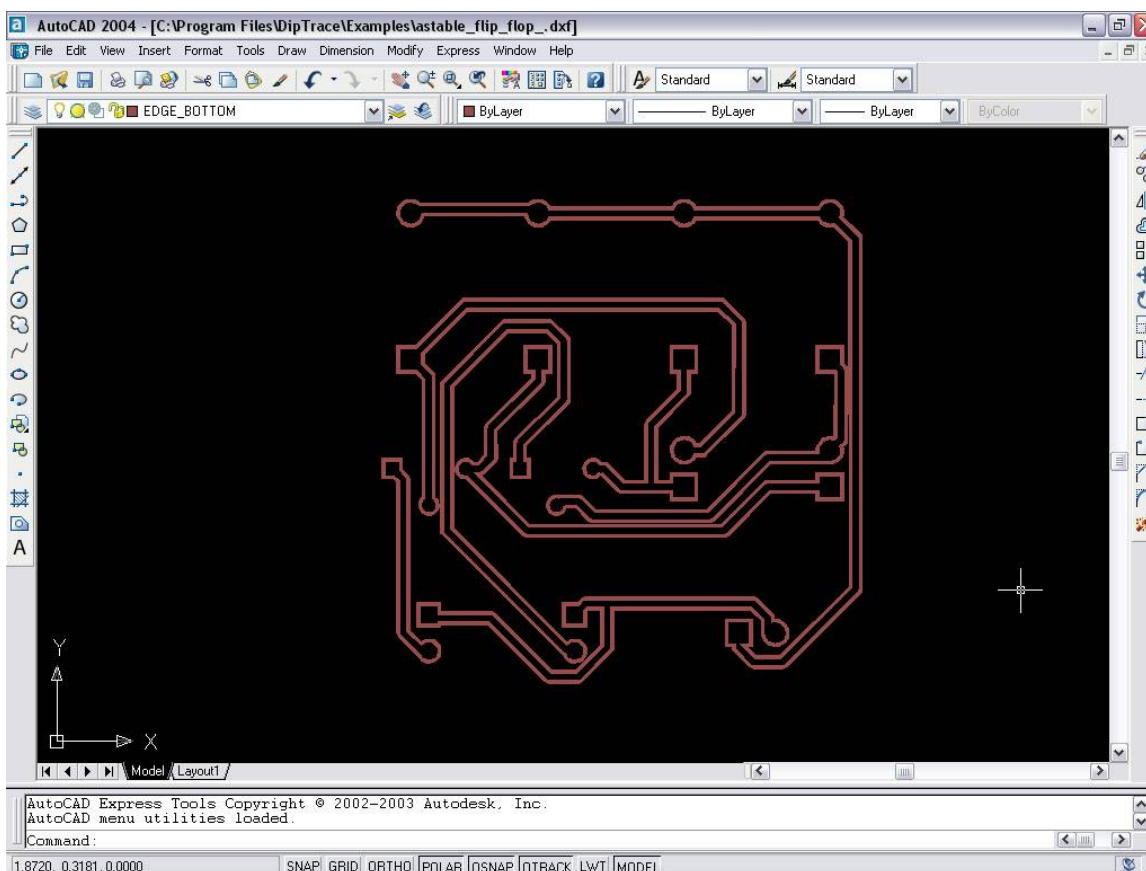 AutoCAD 2004 - [C:\Program Files\DipTrace\Examples\astable_flip_flop_.dxf]
File Edit View Insert Format Tools Draw Dimension Modify Express Window Help
Standard Standard
EDGE_BOTTOM ByLayer ByLayer ByLayer ByColor
A
Y
X
Model Layout1
AutoCAD Express Tools Copyright © 2002-2003 Autodesk, Inc.
AutoCAD menu utilities loaded.
Command:
1.8720, 0.3181, 0.0000 SNAP GRID ORTHO POLAR OSNAP OTRACK LWT MODEL